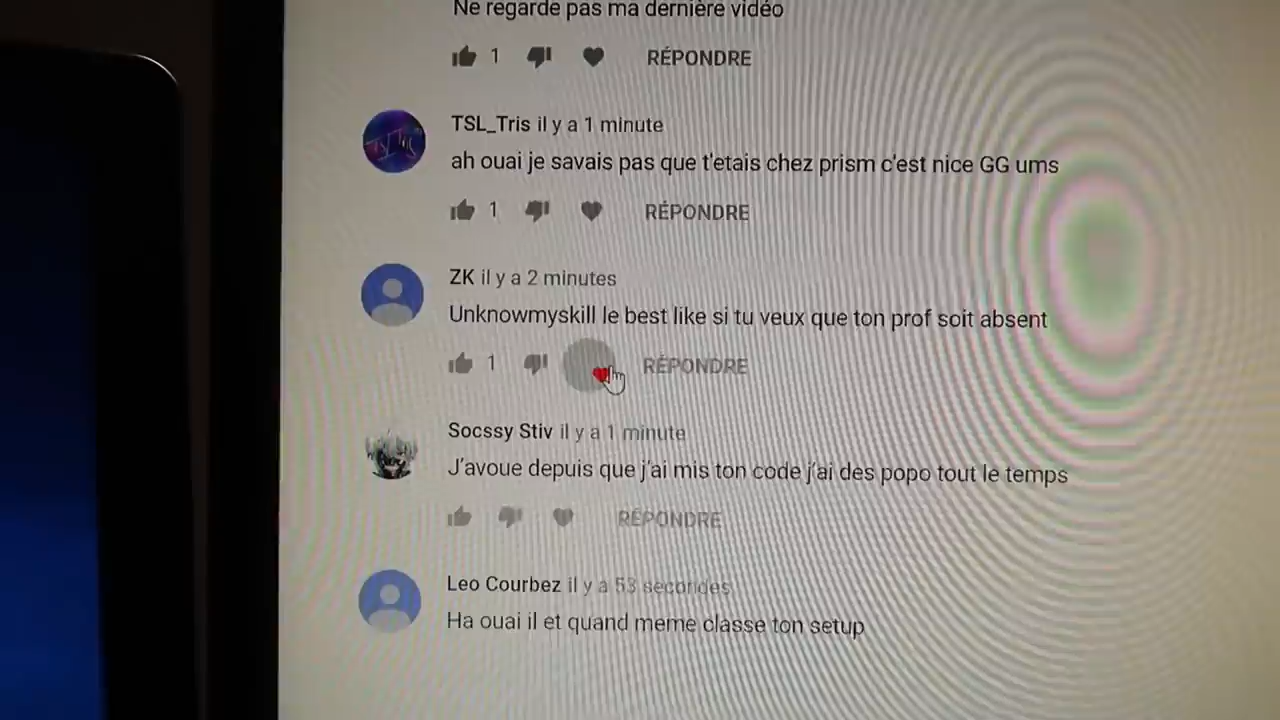 Ne regarde pas ma dernière vidéo
1 RÉPONDRE
TSL_Tris il y a 1 minute
ah ouai je savais pas que t'etais chez prism c'est nice GG ums
1 RÉPONDRE
ZK il y a 2 minutes
Unknowmyskill le best like si tu veux que ton prof soit absent
1 RÉPONDRE
Socssy Stiv il y a 1 minute
J'avoue depuis que j'ai mis ton code j'ai des popo tout le temps
RÉPONDRE
Leo Courbez il y a 53 secondes
Ha ouai il et quand meme classe ton setup